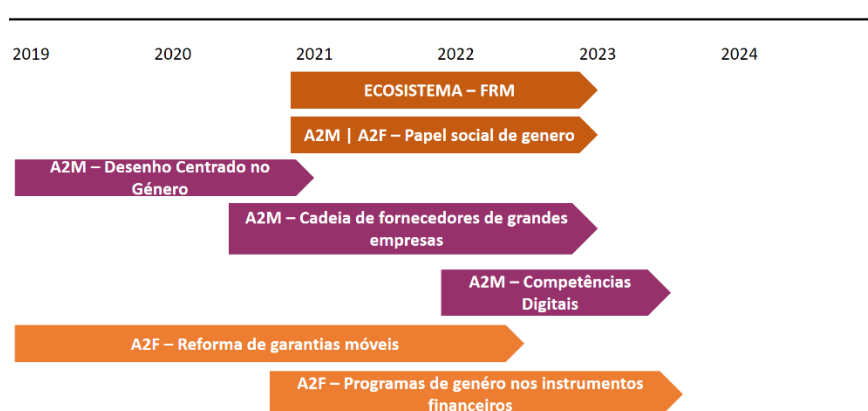 2019 2020 2021 2022 2023 2024
ECOSISTEMA – FRM
A2M | A2F – Papel social de genero
A2M – Desenho Centrado no
Género
A2M – Cadeia de fornecedores de grandes
empresas
A2M – Competências
Digitais
A2F – Reforma de garantias móveis
A2F – Programas de genéro nos instrumentos
financeiros